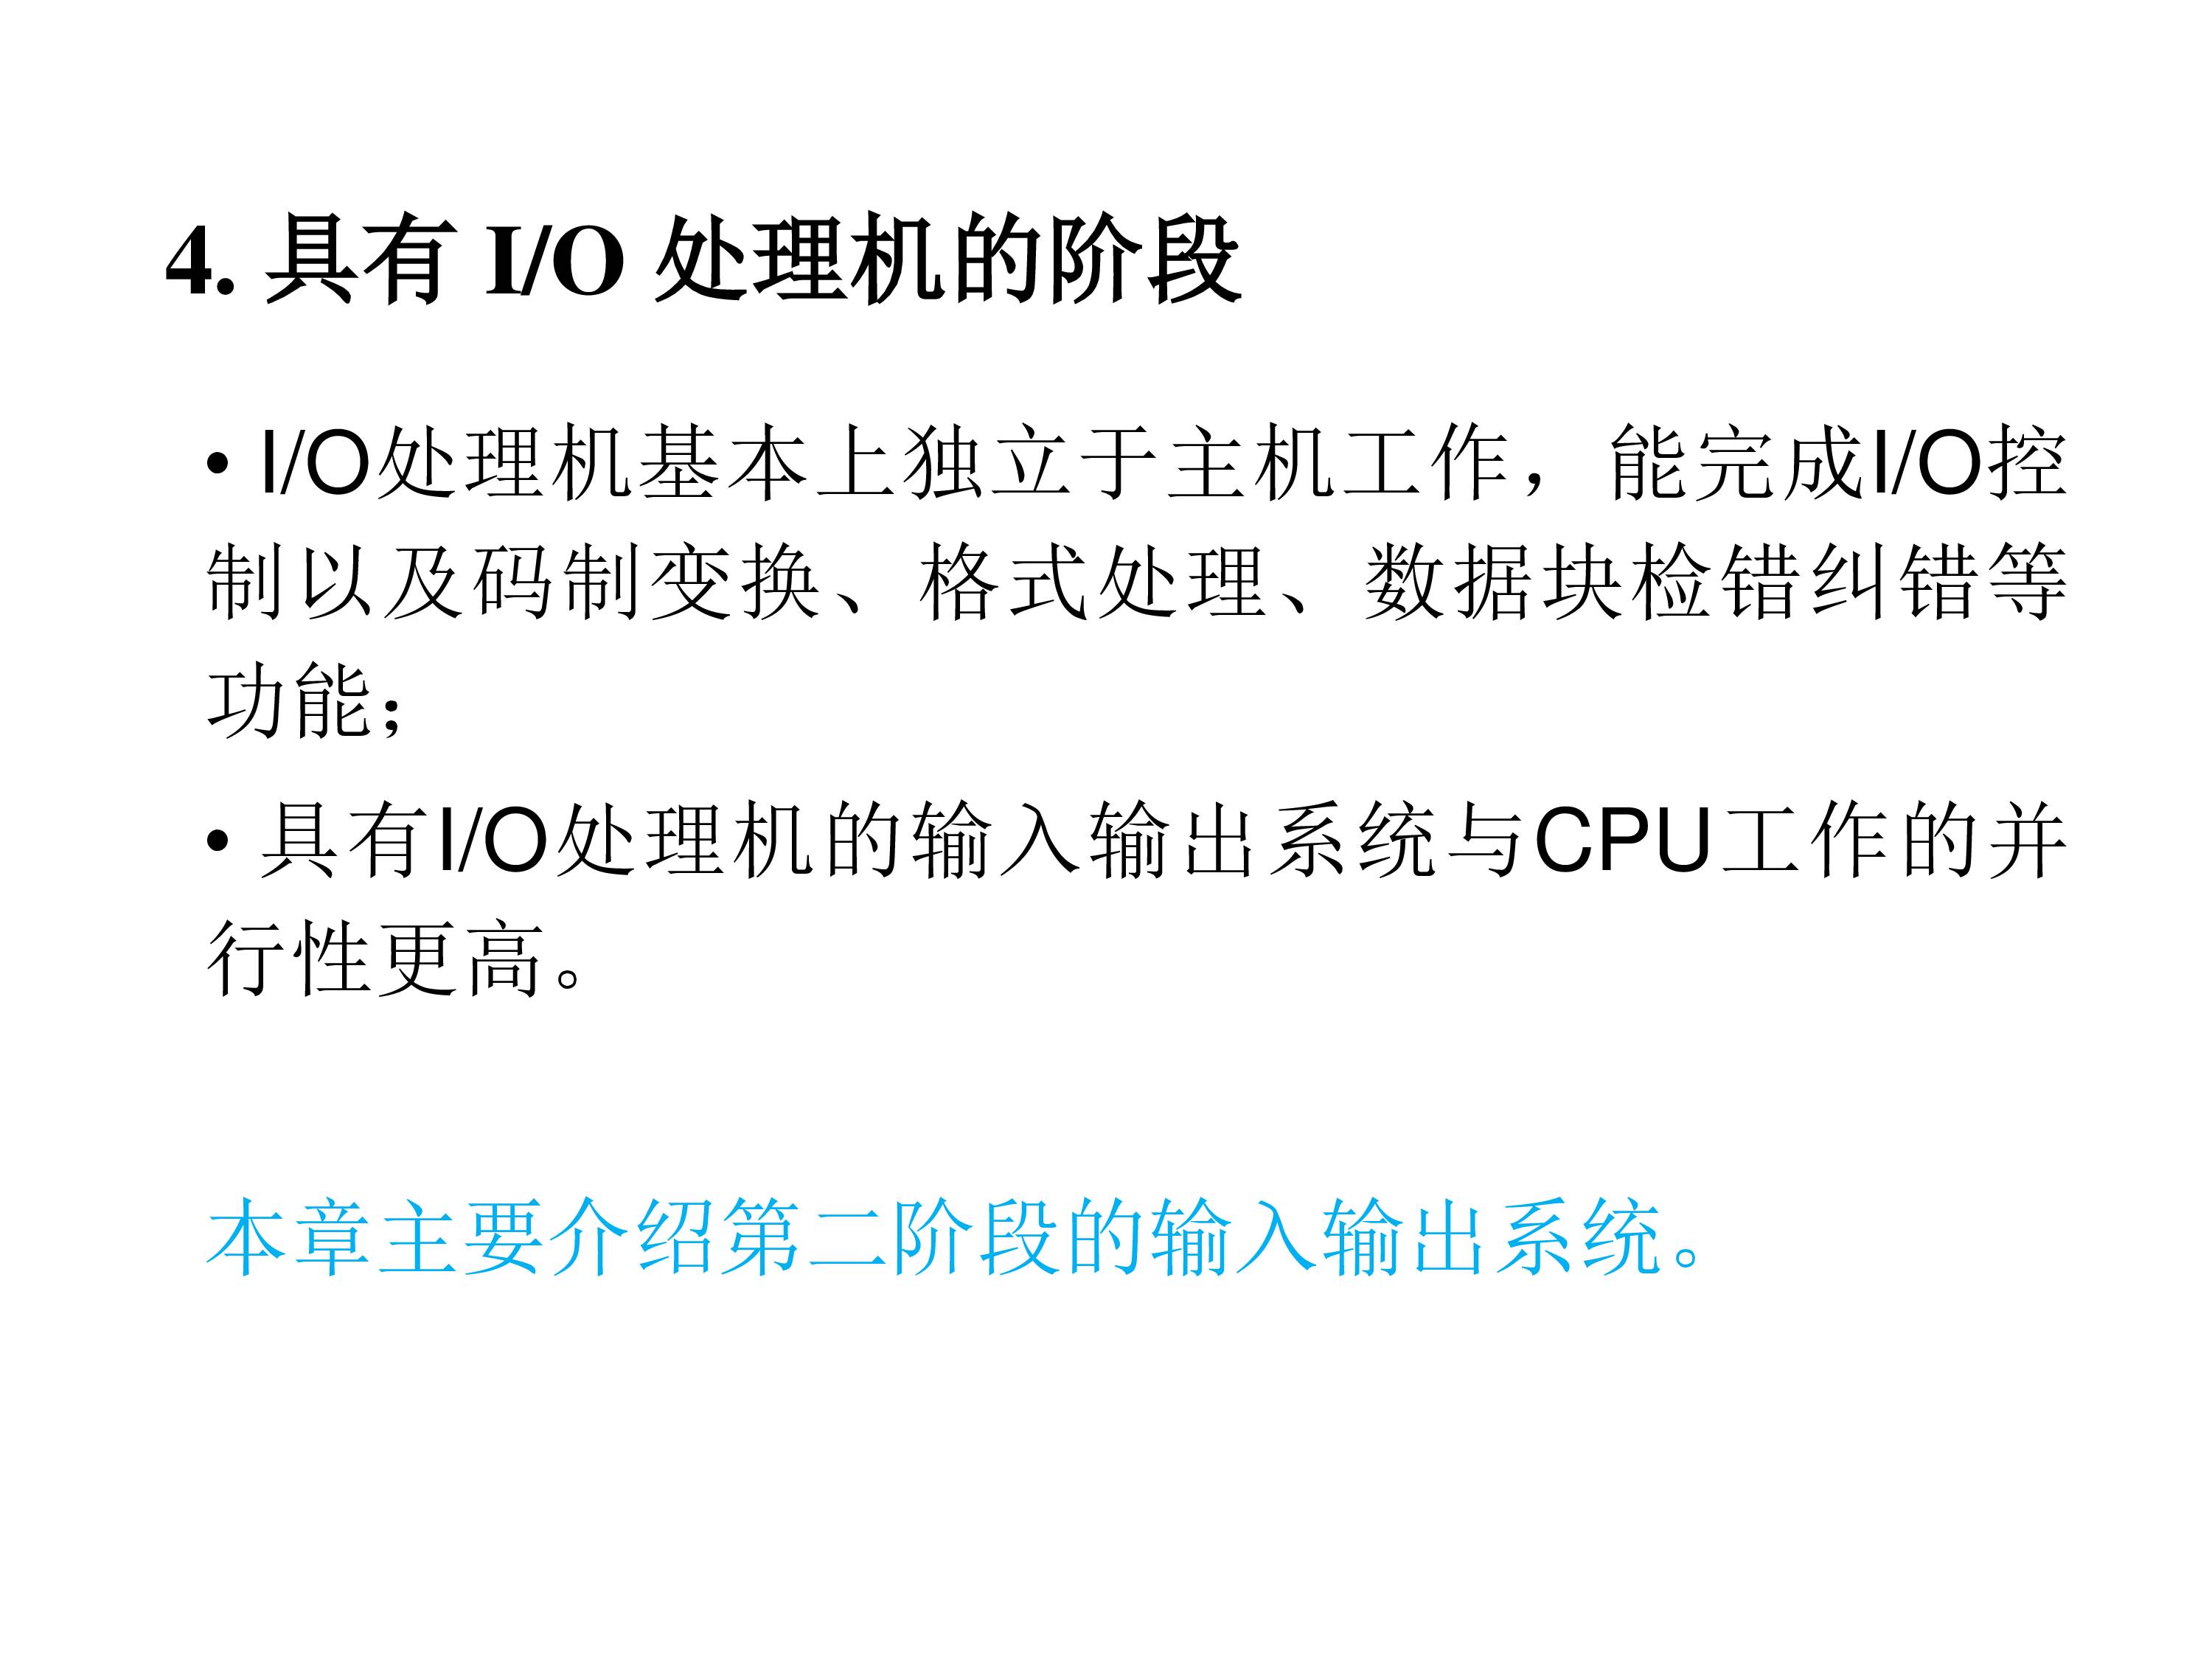 4. 具有 I/O 处理机的阶段
• I/O处理机基本上独立于主机工作，能完成I/O控
制以及码制变换、格式处理、数据块检错纠错等
功能；
• 具有I/O处理机的输入输出系统与CPU工作的并
行性更高。
本章主要介绍第二阶段的输入输出系统。